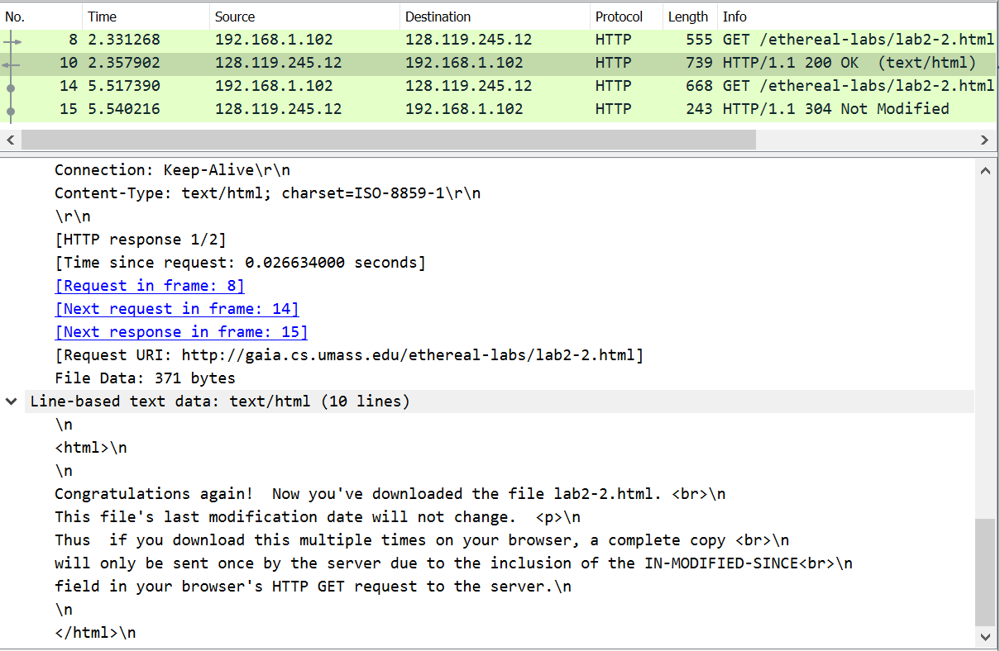 No. Time Source Destination Protocol Length Info
8 2.331268 192.168.1.102 128.119.245.12 HTTP 555 GET /ethereal-labs/lab2-2.html
10 2.357902 128.119.245.12 192.168.1.102 HTTP 739 HTTP/1.1 200 OK  (text/html)
14 5.517390 192.168.1.102 128.119.245.12 HTTP 668 GET /ethereal-labs/lab2-2.html
15 5.540216 128.119.245.12 192.168.1.102 HTTP 243 HTTP/1.1 304 Not Modified
Connection: Keep-Alive\r\n
Content-Type: text/html; charset=ISO-8859-1\r\n
\r\n
[HTTP response 1/2]
[Time since request: 0.026634000 seconds]
[Request in frame: 8]
[Next request in frame: 14]
[Next response in frame: 15]
[Request URI: http://gaia.cs.umass.edu/ethereal-labs/lab2-2.html]
File Data: 371 bytes
Line-based text data: text/html (10 lines)
\n
<html>\n
\n
Congratulations again!  Now you've downloaded the file lab2-2.html. <br>\n
This file's last modification date will not change.  <p>\n
Thus  if you download this multiple times on your browser, a complete copy <br>\n
will only be sent once by the server due to the inclusion of the IN-MODIFIED-SINCE<br>\n
field in your browser's HTTP GET request to the server.\n
\n
</html>\n